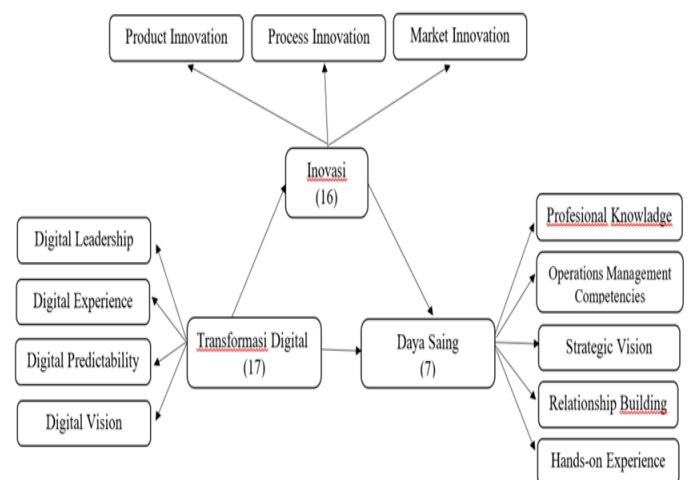 Product Innovation
Process Innovation
Market Innovation
Inovasi
(16)
Digital Leadership
Digital Experience
Digital Predictability
Digital Vision
Transformasi Digital
(17)
Daya Saing
(7)
Profesional Knowladge
Operations Management
Competencies
Strategic Vision
Relationship Building
Hands-on Experience